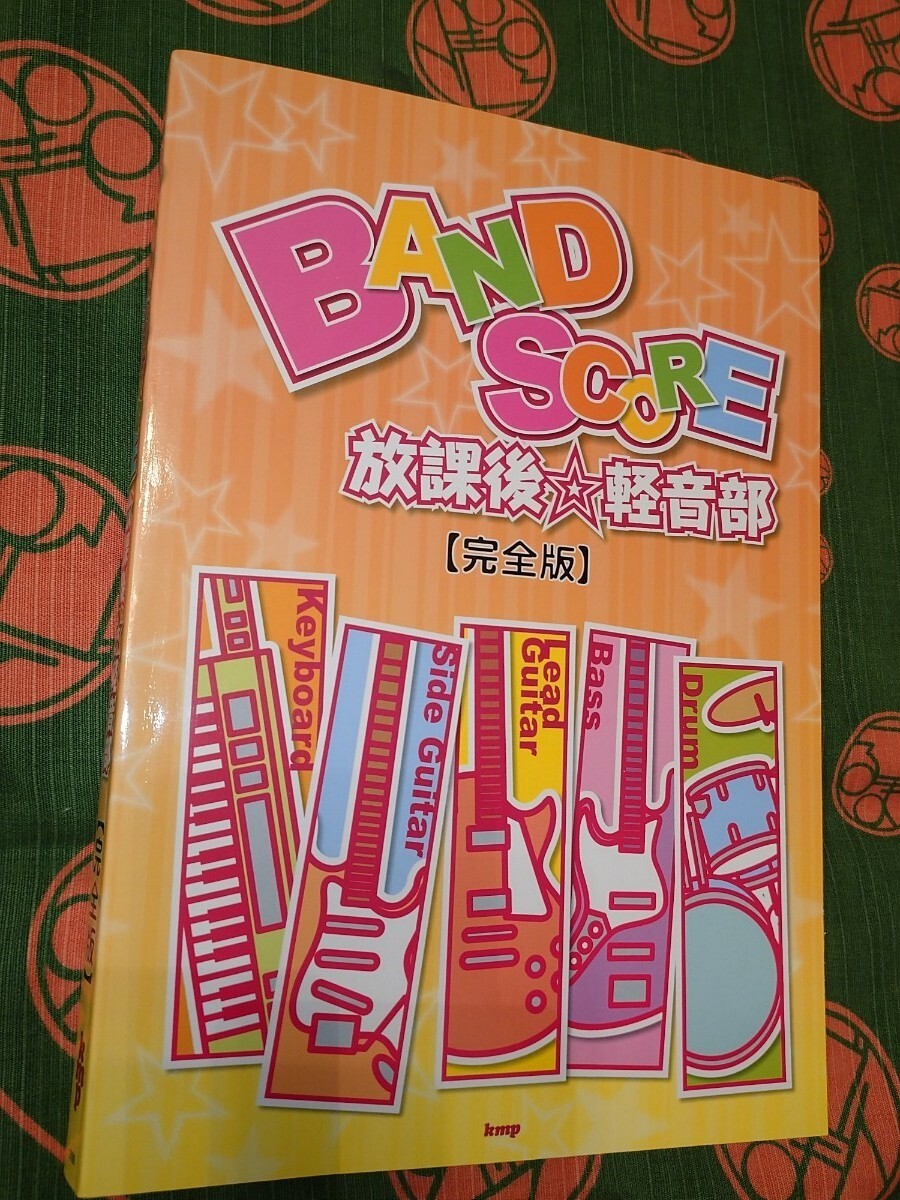 BAND
SCORE
放課後☆軽音部
【完全版】
Keyboard
Side Guitar
Lead
Guitar
Bass
Drum
kmp